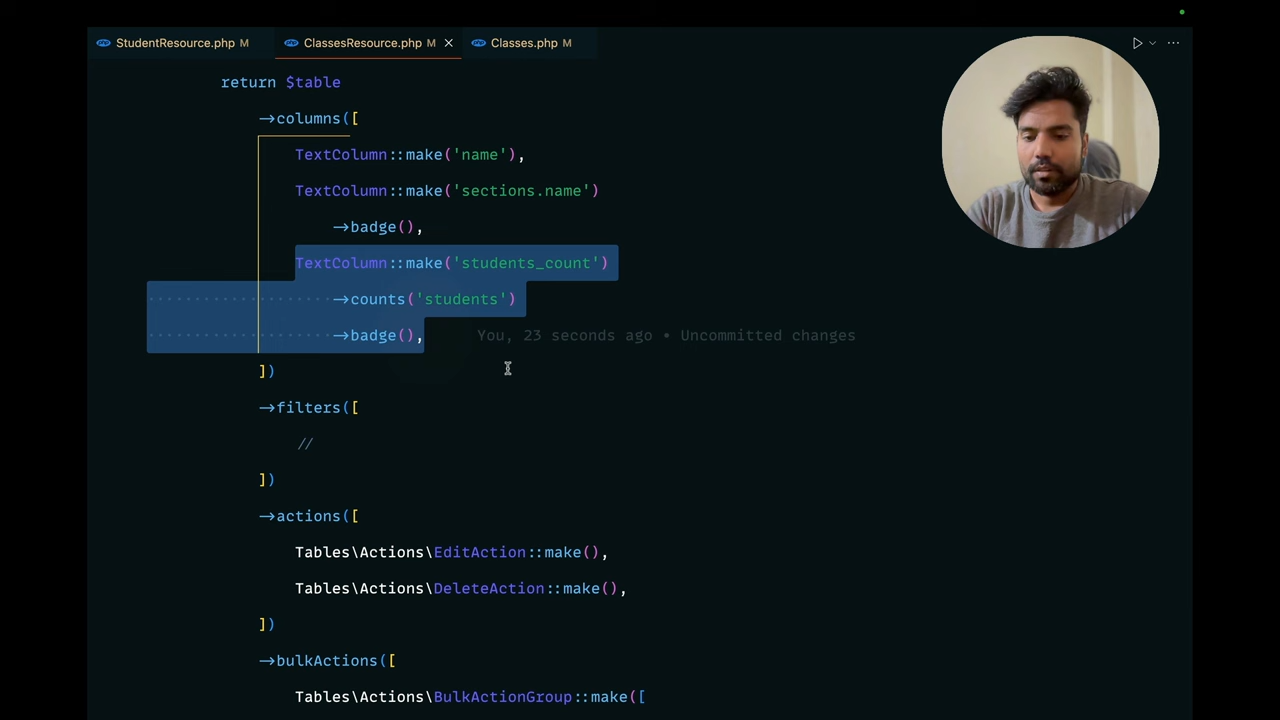 StudentResource.php M ClassesResource.php M Classes.php M
return $table
->columns([
TextColumn::make('name'),
TextColumn::make('sections.name')
->badge(),
TextColumn::make('students_count')
->counts('students')
->badge(), You, 23 seconds ago • Uncommitted changes
])
->filters([
//
])
->actions([
Tables\Actions\EditAction::make(),
Tables\Actions\DeleteAction::make(),
])
->bulkActions([
Tables\Actions\BulkActionGroup::make([